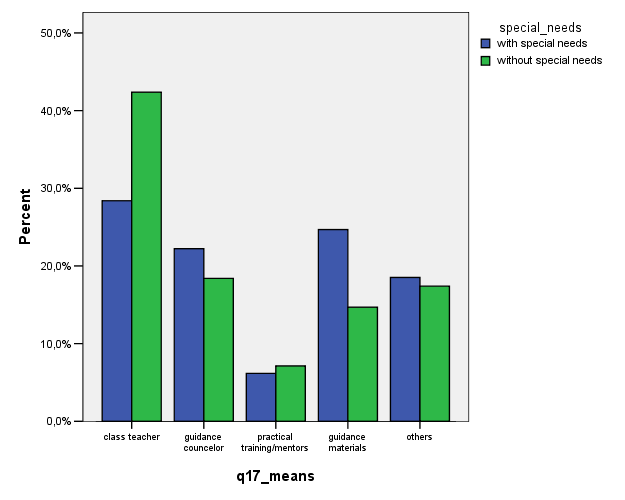 special_needs
with special needs
without special needs
Percent
50,0%
40,0%
30,0%
20,0%
10,0%
0,0%
class teacher
guidance
councelor
practical
training/mentors
guidance
materials
others
q17_means